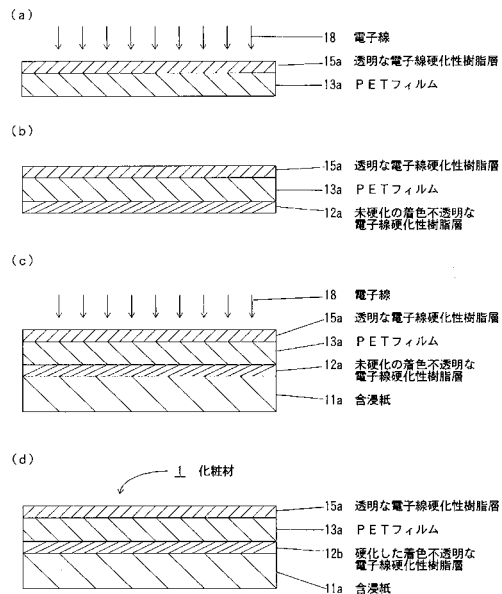 (a)
18 電子線
15a 透明な電子線硬化性樹脂層
13a PETフィルム
(b)
15a 透明な電子線硬化性樹脂層
13a PETフィルム
12a 未硬化の着色不透明な
電子線硬化性樹脂層
(c)
18 電子線
15a 透明な電子線硬化性樹脂層
13a PETフィルム
12a 未硬化の着色不透明な
電子線硬化性樹脂層
11a 含浸紙
(d)
1 化粧材
15a 透明な電子線硬化性樹脂層
13a PETフィルム
12b 硬化した着色不透明な
電子線硬化性樹脂層
11a 含浸紙